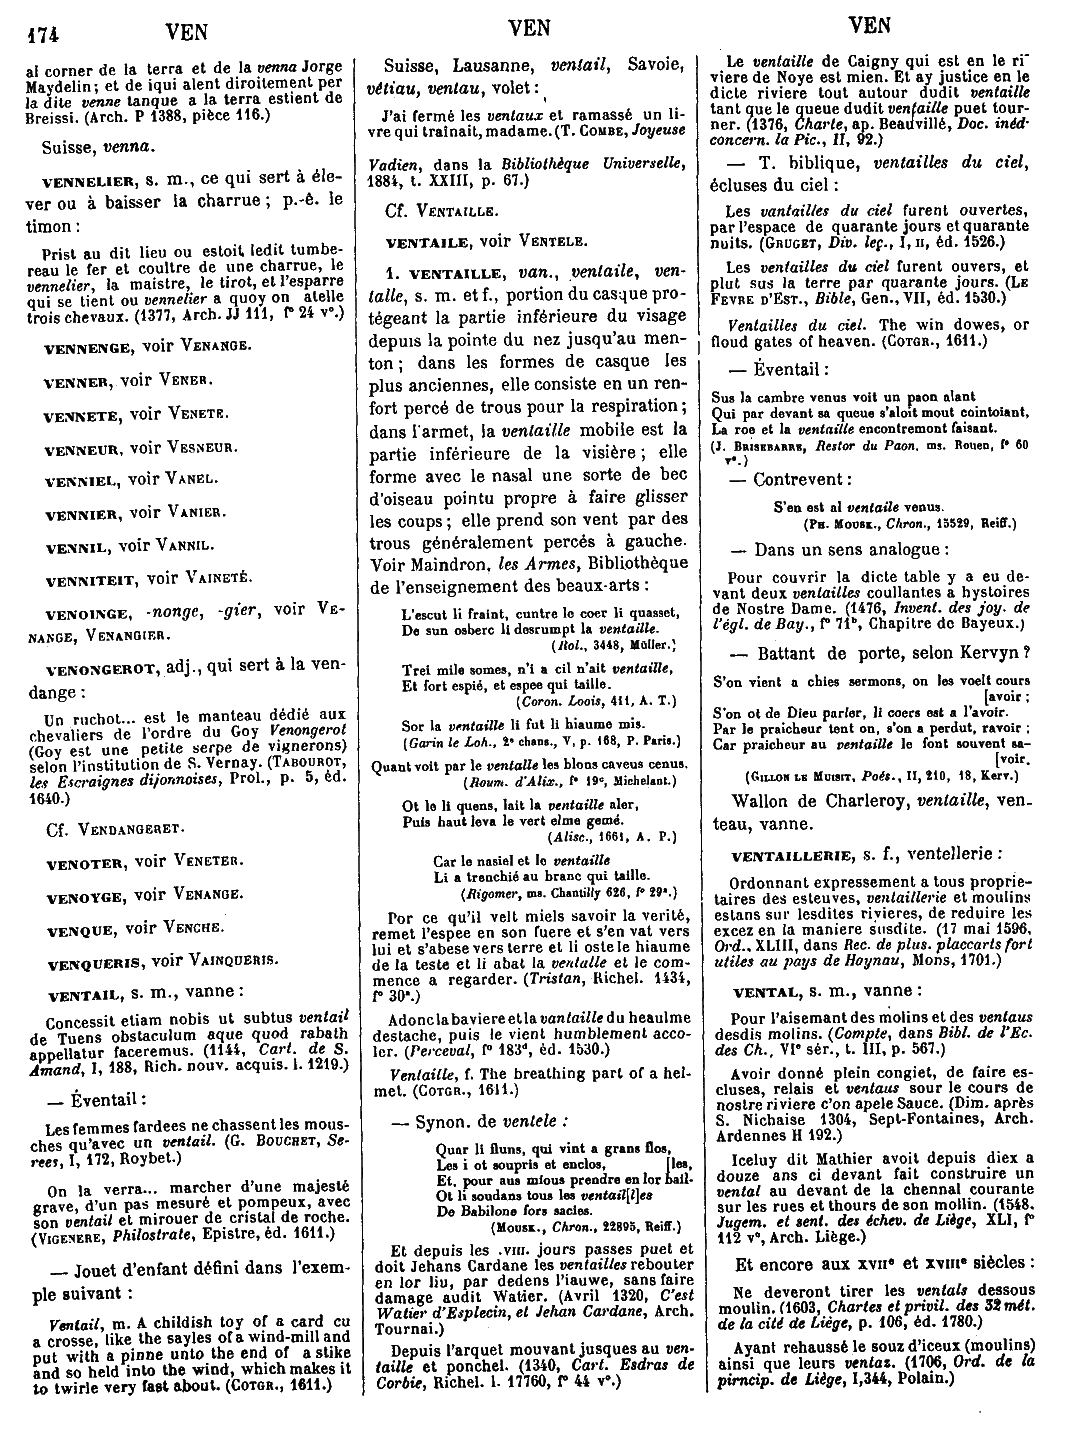 174 VEN VEN VEN
al corner de la terra et de la venna Jorge
Maydelin; et de iqui alent diroitement per
la dite venne tanque a la terra estient de
Breissi. (Arch. P 1388, pièce 116.)
Suisse, venna.
VENNELIER, s. m., ce qui sert à éle-
ver ou à baisser la charrue; p.-ê. le
timon :
Prist au dit lieu ou estoit ledit tumbe-
reau le fer et coultre de une charrue, le
vennelier, la maistre, le tirot, et l'esparre
qui se tient ou vennelier a quoy on atelle
trois chevaux. (1377, Arch. JJ 111, f° 24 v°.)
VENNENGE, voir VENANGE.
VENNER, voir VENER.
VENNETE, voir VENETE.
VENNEUR, voir VESNEUR.
VENNIEL, voir VANEL.
VENNIER, voir VANIER.
VENNIL, voir VANNIL.
VENNITEIT, voir VAINETÉ.
VENOINGE, -nonge, -gier, voir VE-
NANGE, VENANGIER.
VENONGEROT, adj., qui sert à la ven-
dange :
Un ruchot... est le manteau dédié aux
chevaliers de l'ordre du Goy Venongerot
(Goy est une petite serpe de vignerons)
selon l'institution de S. Vernay. (TABOUROT,
les Escraignes dijonnoises, Prol., p. 5, éd.
1640.)
Cf. VENDANGERET.
VENOTER, voir VENETER.
VENOYGE, voir VENANGE.
VENQUE, voir VENCHE.
VENQUERIS, voir VAINQUERIS.
VENTAIL, s. m., vanne :
Concessit etiam nobis ut subtus ventail
de Tuens obstaculum aque quod rabath
appellatur faceremus. (1144, Cart. de S.
Amand, I, 188, Rich. nouv. acquis. l. 1219.)
— Éventail :
Les femmes fardees ne chassent les mous-
ches qu'avec un ventail. (G. BOUCHET, Se-
rees, I, 172, Roybet.)
On la verra... marcher d'une majesté
grave, d'un pas mesuré et pompeux, avec
son ventail et mirouer de cristal de roche.
(VIGENERE, Philostrate, Epistre, éd. 1611.)
— Jouet d'enfant défini dans l'exem-
ple suivant :
Ventail, m. A childish toy of a card cu
a crosse, like the sayles of a wind-mill and
put with a pinne unto the end of a stike
and so held into the wind, which makes it
to twirle very fast about. (COTGR., 1611.)
Suisse, Lausanne, ventail, Savoie,
vétiau, ventau, volet :
J'ai fermé les ventaux et ramassé un li-
vre qui traînait, madame. (T. COMBE, Joyeuse
Vadien, dans la Bibliothèque Universelle,
1884, t. XXIII, p. 67.)
Cf. VENTAILLE.
VENTAILE, voir VENTELE.
1. VENTAILLE, van., ventaile, ven-
talle, s. m. et f., portion du casque pro-
tégeant la partie inférieure du visage
depuis la pointe du nez jusqu'au men-
ton; dans les formes de casque les
plus anciennes, elle consiste en un ren-
fort percé de trous pour la respiration;
dans l'armet, la ventaille mobile est la
partie inférieure de la visière; elle
forme avec le nasal une sorte de bec
d'oiseau pointu propre à faire glisser
les coups; elle prend son vent par des
trous généralement percés à gauche.
Voir Maindron, les Armes, Bibliothèque
de l'enseignement des beaux-arts :
L'escut li fraint, cuntre le coer li quasset,
De sun osberc li desrumpt la ventaille.
(Rol., 3448, Müller.)
Trei mile somes, n'i a cil n'ait ventaille,
Et fort espié, et espee qui taille.
(Coron. Loois, 411, A. T.)
Sor la ventaille li fut li hiaume mis.
(Garin le Loh., 2° chans., V, p. 168, P. Paris.)
Quant voit par le ventalle les blons caveus cenus.
(Roum. d'Alix., f° 19c, Michelant.)
Ot le li quens, lait la ventaille aler,
Puis haut leva le vert elme gemé.
(Alisc., 1661, A. P.)
Car le nasiel et le ventaille
Li a trenchié au branc qui taille.
(Rigomer, ms. Chantilly 626, f° 29a.)
Por ce qu'il velt miels savoir la verité,
remet l'espee en son fuere et s'en vat vers
lui et s'abese vers terre et li oste le hiaume
de la teste et li abat la ventalle et le com-
mence a regarder. (Tristan, Richel. 1434,
f° 30a.)
Adonc la baviere et la vantaille du heaulme
destache, puis le vient humblement acco-
ler. (Perceval, f° 183d, éd. 1530.)
Ventaille, f. The breathing part of a hel-
met. (COTGR., 1611.)
— Synon. de ventele :
Quar li fluns, qui vint a grans flos,
Les i ot soupris et enclos, [les,
Et, pour aus mious prendre en lor bail-
Ot li soudans tous les ventail[l]es
De Babilone fors sacies.
(MOUSK., Chron., 22895, Reiff.)
Et depuis les .VIII. jours passes puet et
doit Jehans Cardane les ventailles rebouter
en lor liu, par dedens l'iauwe, sans faire
damage audit Watier. (Avril 1320, C'est
Watier d'Esplecin, et Jehan Cardane, Arch.
Tournai.)
Depuis l'arquet mouvant jusques au ven-
taille et ponchel. (1340, Cart. Esdras de
Corbie, Richel. l. 17760, f° 44 v°.)
Le ventaille de Caigny qui est en le ri-
viere de Noye est mien. Et ay justice en le
dicte riviere tout autour dudit ventaille
tant que le queue dudit ventaille puet tour-
ner. (1376, Charte, ap. Beauvillé, Doc. inéd-
concern. la Pic., II, 92.)
— T. biblique, ventailles du ciel,
écluses du ciel :
Les vantailles du ciel furent ouvertes,
par l'espace de quarante jours et quarante
nuits. (GRUGET, Div. leç., I, II, éd. 1526.)
Les ventailles du ciel furent ouvers, et
plut sus la terre par quarante jours. (LE
FEVRE D'EST., Bible, Gen., VII, éd. 1530.)
Ventailles du ciel. The win dowes, or
floud gates of heaven. (COTGR., 1611.)
— Éventail :
Sus la cambre venus voit un paon alant
Qui par devant sa queue s'aloit mout cointoiant,
La roe et la ventaille encontremont faisant.
(J. BRISEBARRE, Restor du Paon, ms. Rouen, f° 60
v°.)
— Contrevent :
S'en est al ventaile venus.
(PH. MOUSK., Chron., 15529, Reiff.)
— Dans un sens analogue :
Pour couvrir la dicte table y a eu de-
vant deux ventailles coullantes a hystoires
de Nostre Dame. (1476, Invent. des joy. de
l'égl. de Bay., f° 71b, Chapitre de Bayeux.)
— Battant de porte, selon Kervyn ?
S'on vient a chies sermons, on les voelt cours
[avoir ;
S'on ot de Dieu parler, li coers est a l'avoir.
Par le praicheur tent on, s'on a perdut, ravoir ;
Car praicheur au ventaille le font souvent sa-
[voir.
(GILLON LE MUISIT, Poés., II, 210, 18, Kerv.)
Wallon de Charleroy, ventaille, ven-
teau, vanne.
VENTAILLERIE, s. f., ventellerie :
Ordonnant expressement a tous proprie-
taires des esteuves, ventaillerie et moulins
estans sur lesdites rivieres, de reduire les
excez en la maniere susdite. (17 mai 1596,
Ord., XLIII, dans Rec. de plus. placcarts fort
utiles au pays de Haynau, Mons, 1701.)
VENTAL, s. m., vanne :
Pour l'aisemant des molins et des ventaus
desdis molins. (Compte, dans Bibl. de l'Ec.
des Ch., VI° sér., t. III, p. 567.)
Avoir donné plein congiet, de faire es-
cluses, relais et ventaus sour le cours de
nostre riviere c'on apele Sauce. (Dim. après
S. Nichaise 1304, Sept-Fontaines, Arch.
Ardennes H 192.)
Iceluy dit Mathier avoit depuis diex a
douze ans ci devant fait construire un
vental au devant de la chennal courante
sur les rues et thours de son mollin. (1548,
Jugem. et sent. des échev. de Liège, XLI, f°
112 v°, Arch. Liège.)
Et encore aux XVIIe et XVIIIe siècles :
Ne deveront tirer les ventals dessous
moulin. (1603, Chartes et privil. des 32 mét.
de la cité de Liège, p. 106, éd. 1780.)
Ayant rehaussé le souz d'iceux (moulins)
ainsi que leurs ventaz. (1706, Ord. de la
pirncip. de Liège, I, 344, Polain.)